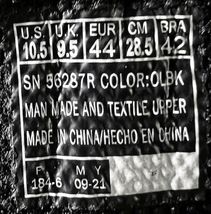 U.S. U.K. EUR CM BRA
10.5 9.5 44 28.5 42
SN 56287R COLOR:OLBK
MAN MADE AND TEXTILE UPPER
MADE IN CHINA/HECHO EN CHINA
F M Y
184-6 09-21